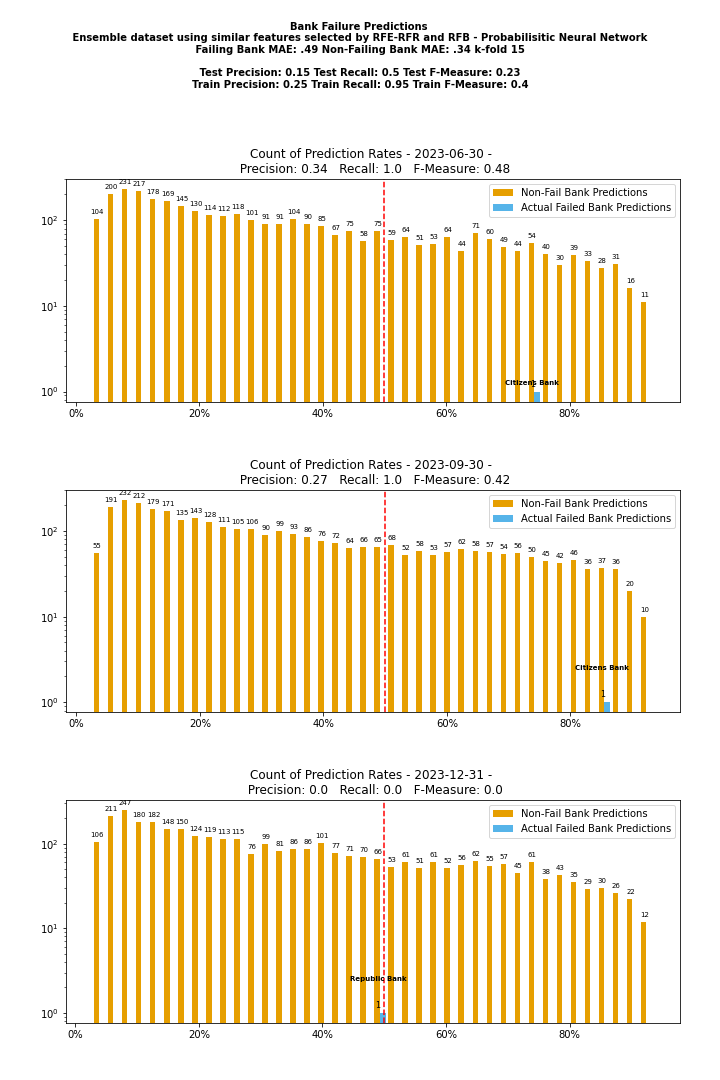 Bank Failure Predictions
Ensemble dataset using similar features selected by RFE-RFR and RFB - Probabilisitic Neural Network
Failing Bank MAE: .49 Non-Failing Bank MAE: .34 k-fold 15
Test Precision: 0.15 Test Recall: 0.5 Test F-Measure: 0.23
Train Precision: 0.25 Train Recall: 0.95 Train F-Measure: 0.4
Count of Prediction Rates - 2023-06-30 -
Precision: 0.34 Recall: 1.0 F-Measure: 0.48
Non-Fail Bank Predictions
Actual Failed Bank Predictions
104 200 231 217 178 169 145 130 114 112 118 101 91 91 104 90 85 67 75 58 75 59 64 51 53 64 44 71 60 49 44 54 40 30 39 33 28 31 16 11
10²
10¹
10⁰
Citizens Bank
1
0% 20% 40% 60% 80%
Count of Prediction Rates - 2023-09-30 -
Precision: 0.27 Recall: 1.0 F-Measure: 0.42
Non-Fail Bank Predictions
Actual Failed Bank Predictions
55 191 232 212 179 171 135 143 128 111 105 106 90 99 93 86 76 72 64 66 65 68 52 58 53 57 62 58 57 54 56 50 45 42 46 36 37 36 20 10
10²
10¹
10⁰
Citizens Bank
1
0% 20% 40% 60% 80%
Count of Prediction Rates - 2023-12-31 -
Precision: 0.0 Recall: 0.0 F-Measure: 0.0
Non-Fail Bank Predictions
Actual Failed Bank Predictions
106 211 247 180 182 148 150 124 119 113 115 76 99 81 86 86 101 77 71 70 66 53 61 51 61 52 56 62 55 57 45 61 38 43 35 29 30 26 22 12
10²
10¹
10⁰
Republic Bank
1
0% 20% 40% 60% 80%